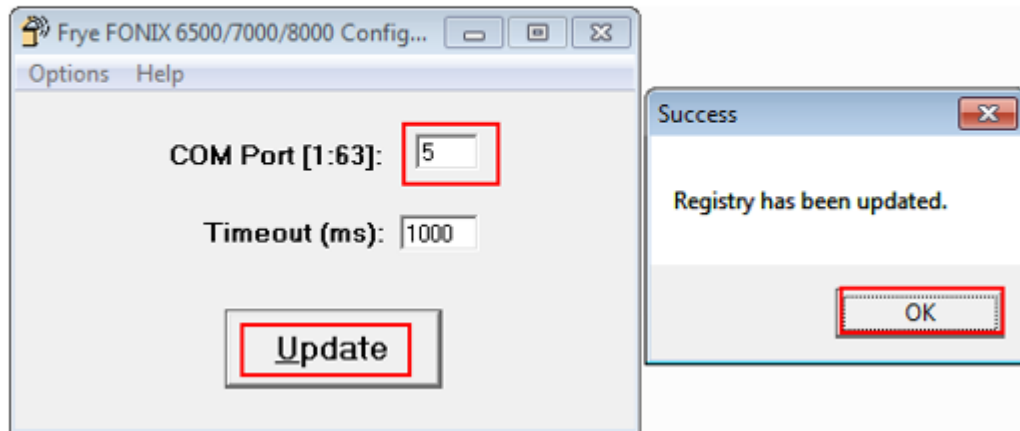 Frye FONIX 6500/7000/8000 Config...
Options Help
COM Port [1:63]: 5
Timeout (ms): 1000
Update
Success
Registry has been updated.
OK